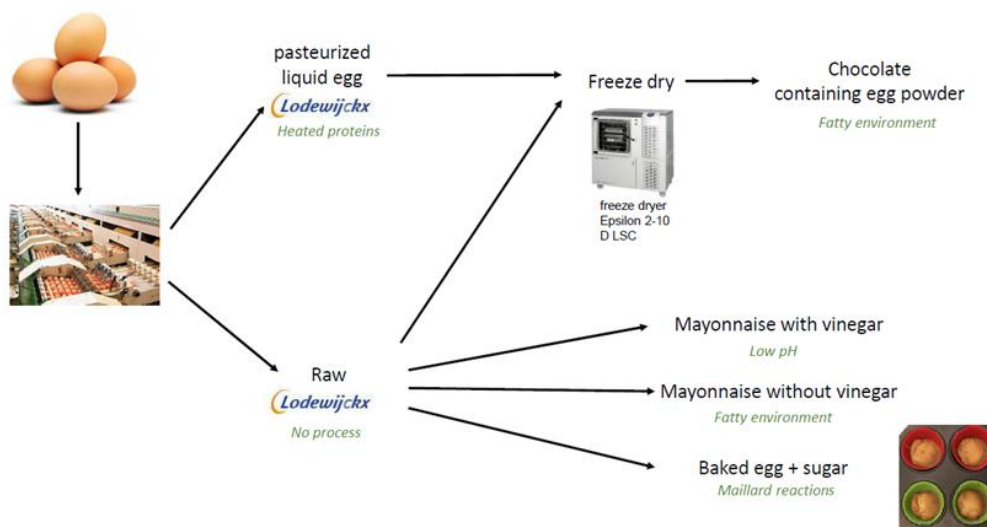 pasteurized
liquid egg
Lodewijckx
Heated proteins
Freeze dry
freeze dryer
Epsilon 2-10
D LSC
Chocolate
containing egg powder
Fatty environment
Raw
Lodewijckx
No process
Mayonnaise with vinegar
Low pH
Mayonnaise without vinegar
Fatty environment
Baked egg + sugar
Maillard reactions